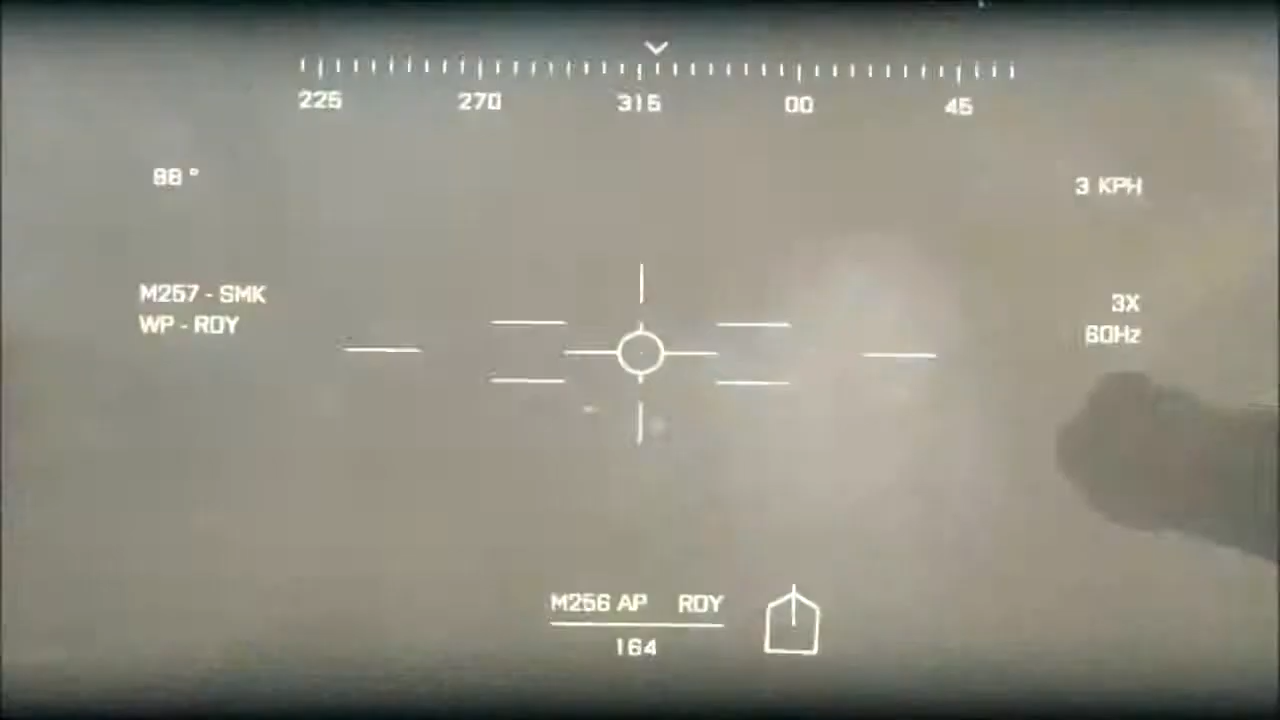 225 270 315 00 45
88 °
3 KPH
M257 - SMK
WP - RDY
3X
60Hz
M256 AP RDY
164